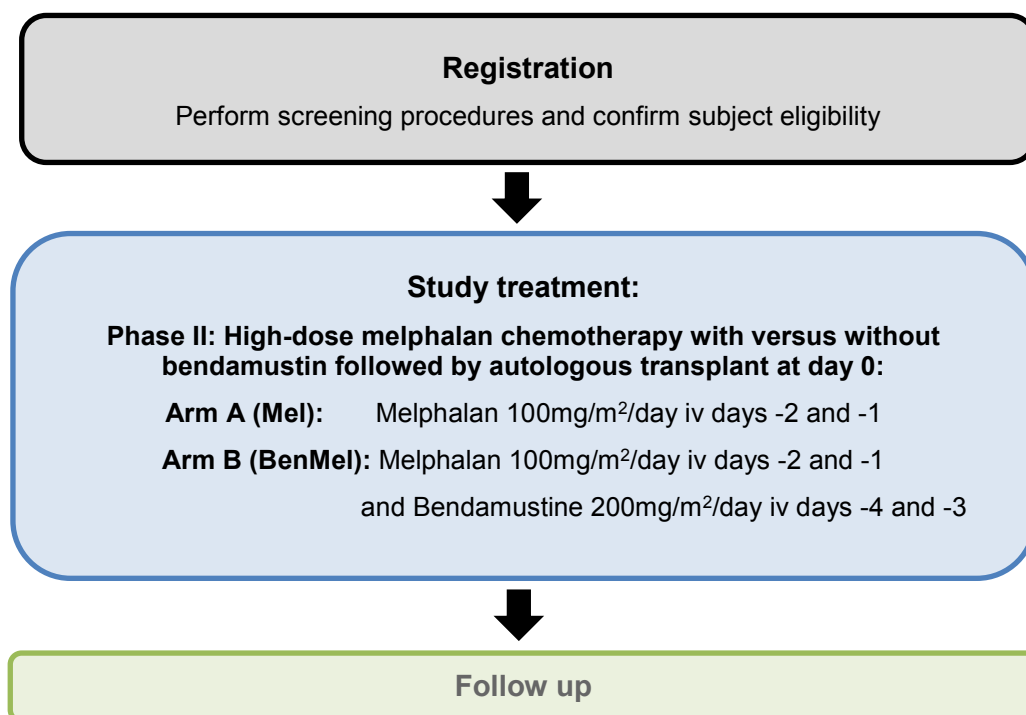 Registration
Perform screening procedures and confirm subject eligibility
Study treatment:
Phase II: High-dose melphalan chemotherapy with versus without
bendamustin followed by autologous transplant at day 0:
Arm A (Mel): Melphalan 100mg/m²/day iv days -2 and -1
Arm B (BenMel): Melphalan 100mg/m²/day iv days -2 and -1
and Bendamustine 200mg/m²/day iv days -4 and -3
Follow up